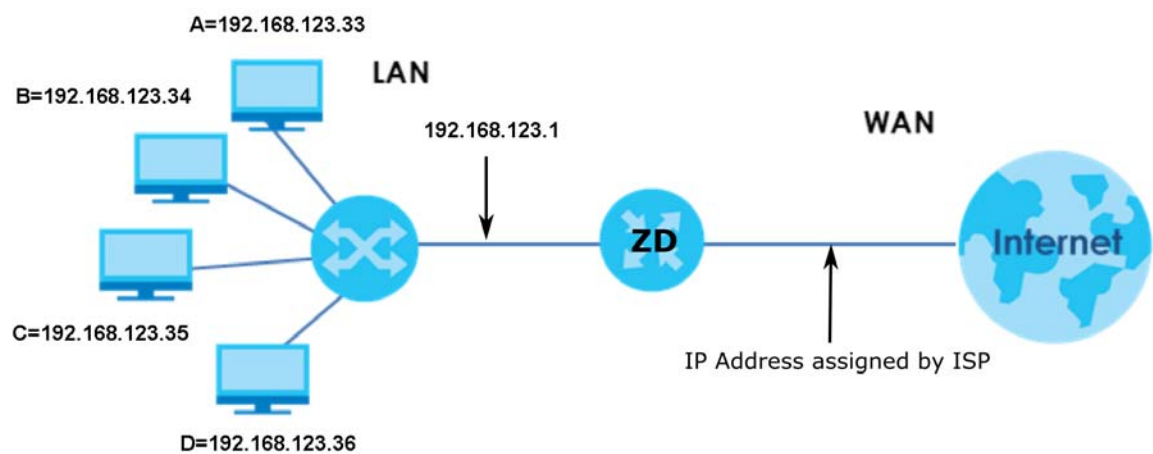 A=192.168.123.33
LAN
B=192.168.123.34
192.168.123.1
WAN
ZD
Internet
C=192.168.123.35
IP Address assigned by ISP
D=192.168.123.36